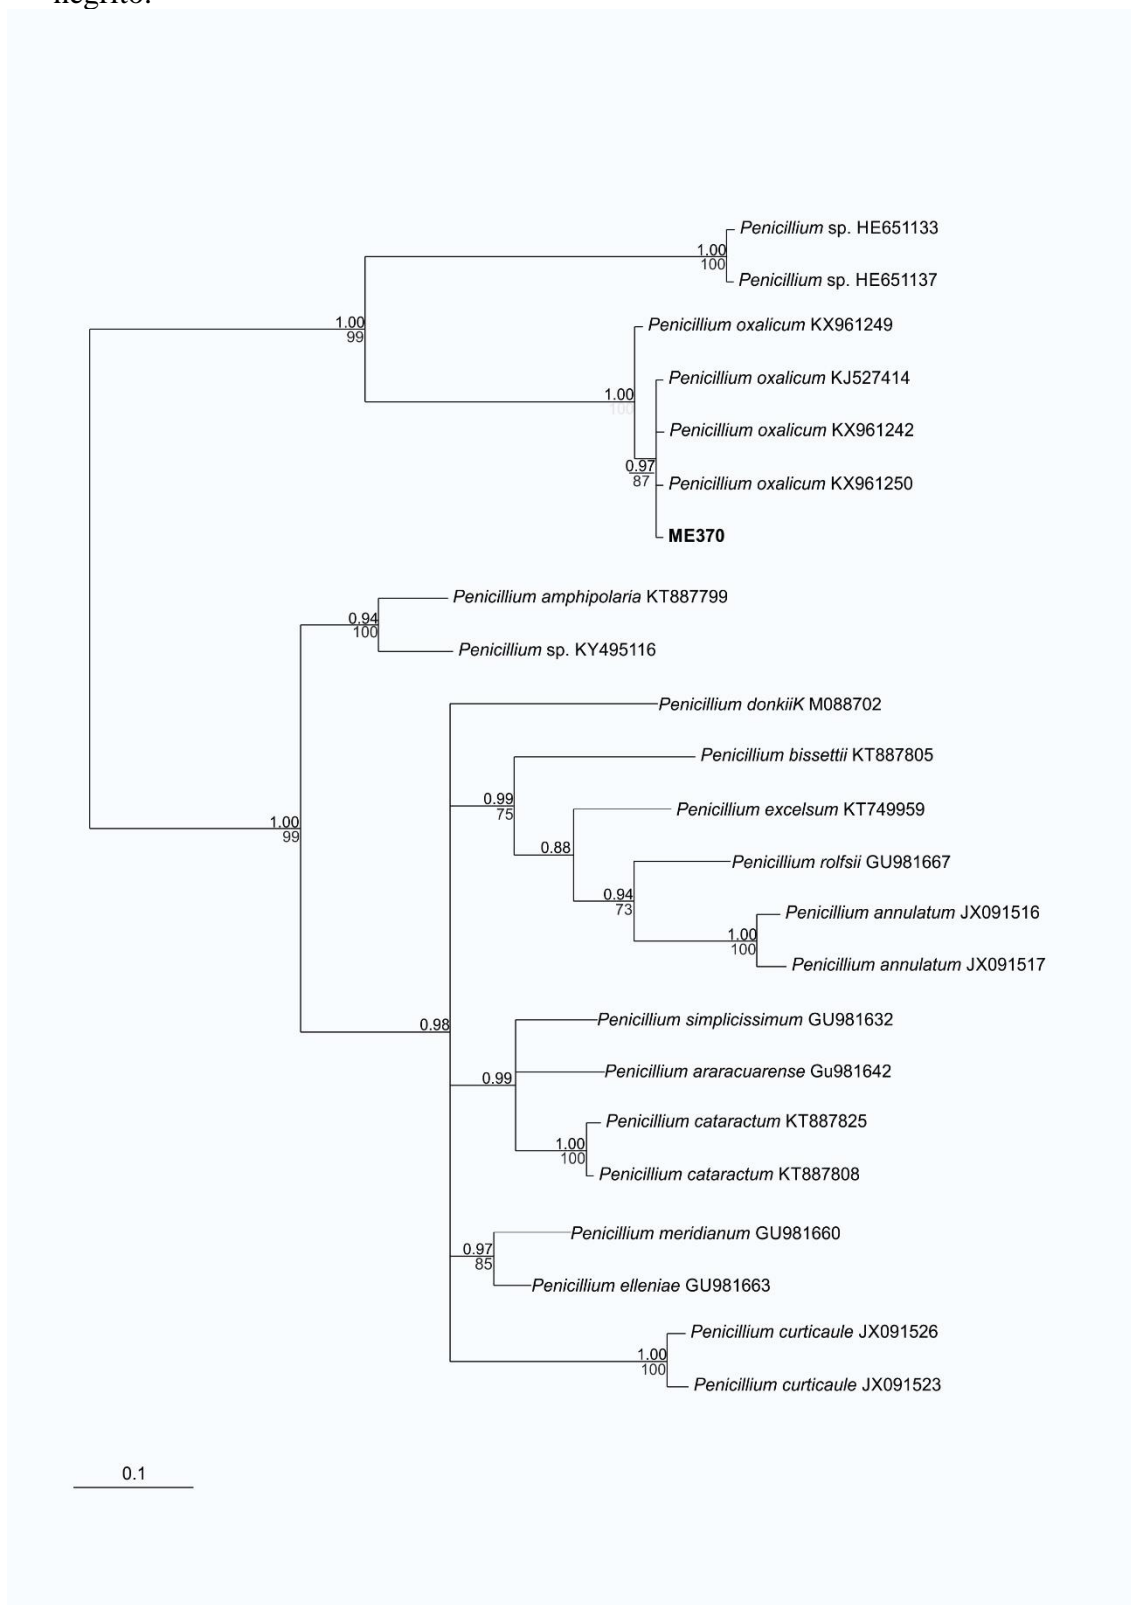 negrito.
Penicillium sp. HE651133
1.00
100
Penicillium sp. HE651137
1.00
99
Penicillium oxalicum KX961249
Penicillium oxalicum KJ527414
1.00
100
Penicillium oxalicum KX961242
0.97
87
Penicillium oxalicum KX961250
ME370
Penicillium amphipolaria KT887799
0.94
100
Penicillium sp. KY495116
Penicillium donkiiK M088702
Penicillium bissettii KT887805
0.99
75
Penicillium excelsum KT749959
1.00
99
0.88
Penicillium rolfsii GU981667
0.94
73
Penicillium annulatum JX091516
1.00
100
Penicillium annulatum JX091517
Penicillium simplicissimum GU981632
0.98
Penicillium araracuarense Gu981642
0.99
Penicillium cataractum KT887825
1.00
100
Penicillium cataractum KT887808
Penicillium meridianum GU981660
0.97
85
Penicillium elleniae GU981663
Penicillium curticaule JX091526
1.00
100
Penicillium curticaule JX091523
0.1